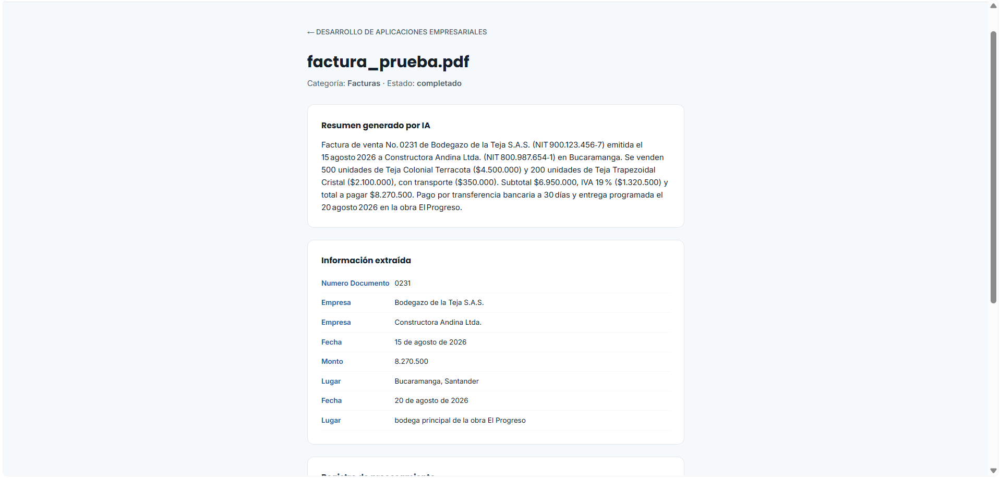 ← DESARROLLO DE APLICACIONES EMPRESARIALES
factura_prueba.pdf
Categoría: Facturas · Estado: completado
Resumen generado por IA
Factura de venta No. 0231 de Bodegazo de la Teja S.A.S. (NIT 900.123.456-7) emitida el
15 agosto 2026 a Constructora Andina Ltda. (NIT 800.987.654-1) en Bucaramanga. Se venden
500 unidades de Teja Colonial Terracota ($4.500.000) y 200 unidades de Teja Trapezoidal
Cristal ($2.100.000), con transporte ($350.000). Subtotal $6.950.000, IVA 19 % ($1.320.500) y
total a pagar $8.270.500. Pago por transferencia bancaria a 30 días y entrega programada el
20 agosto 2026 en la obra El Progreso.
Información extraída
Numero Documento 0231
Empresa Bodegazo de la Teja S.A.S.
Empresa Constructora Andina Ltda.
Fecha 15 de agosto de 2026
Monto 8.270.500
Lugar Bucaramanga, Santander
Fecha 20 de agosto de 2026
Lugar bodega principal de la obra El Progreso
Registro de procesamiento